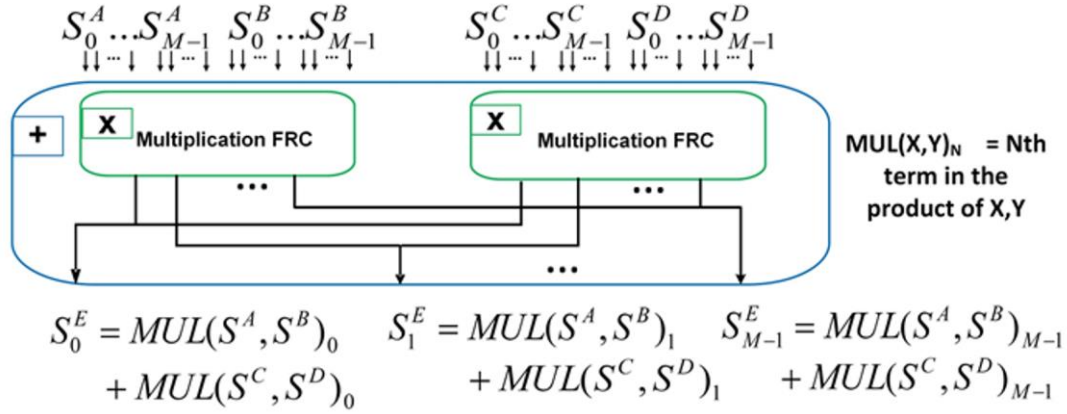 S_0^A ...S_{M-1}^A S_0^B ...S_{M-1}^B S_0^C ...S_{M-1}^C S_0^D ...S_{M-1}^D
... ... ... ... ... ... ... ...
+
X
Multiplication FRC
X
Multiplication FRC
MUL(X,Y)_N = Nth
term in the
product of X,Y
... ...
...
S_0^E = MUL(S^A,S^B)_0
+ MUL(S^C,S^D)_0
S_1^E = MUL(S^A,S^B)_1
+ MUL(S^C,S^D)_1
S_{M-1}^E = MUL(S^A,S^B)_{M-1}
+ MUL(S^C,S^D)_{M-1}